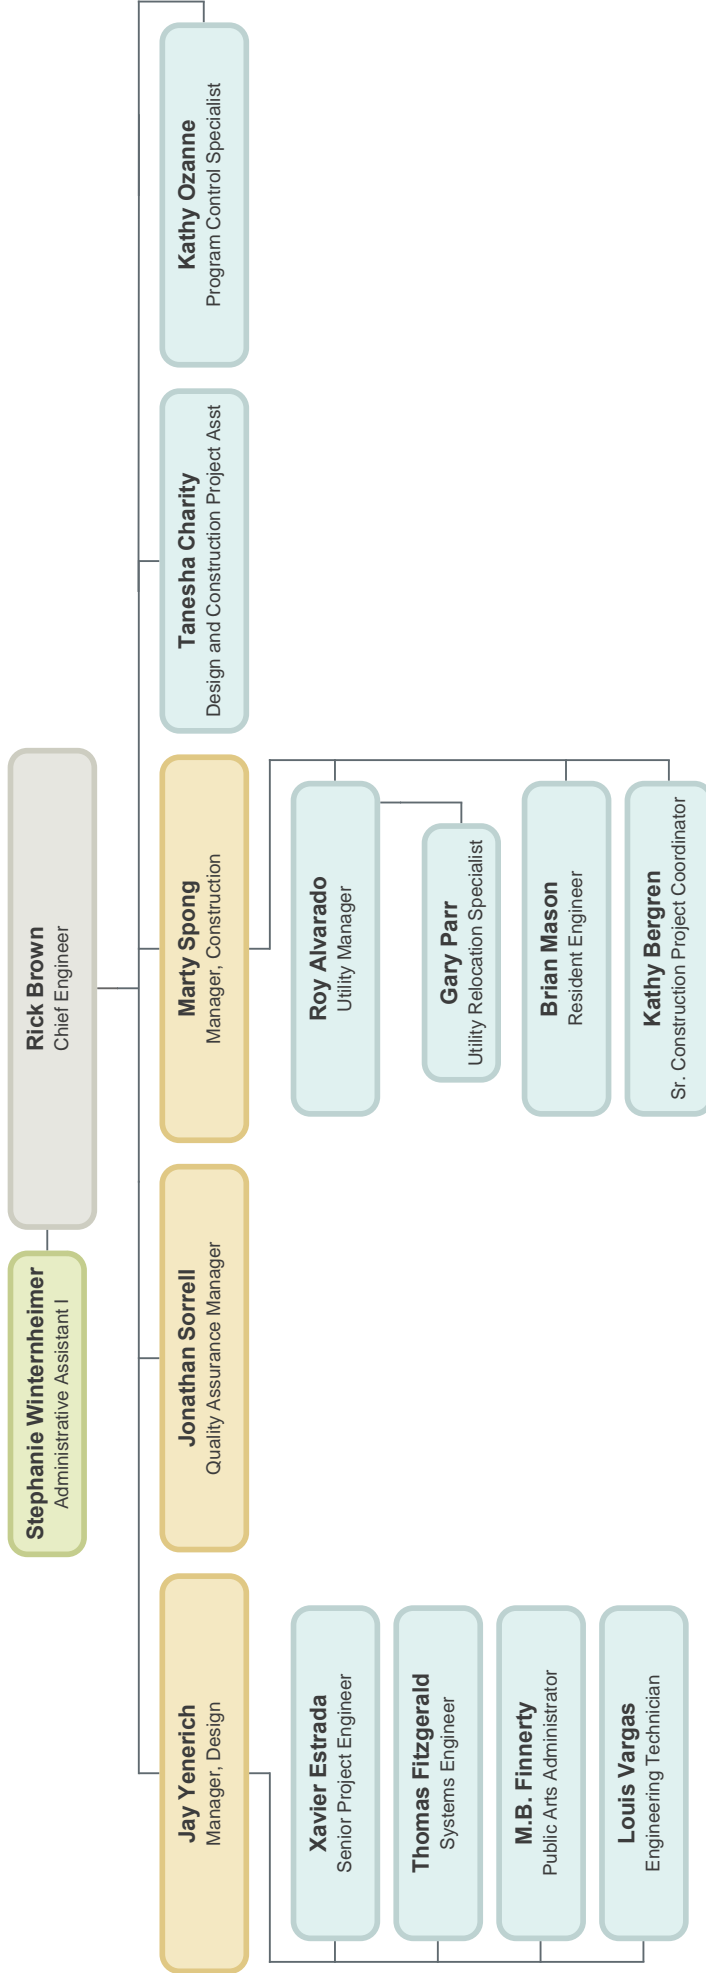 Stephanie Winternheimer
Administrative Assistant I
Rick Brown
Chief Engineer
Jay Yenerich
Manager, Design
Xavier Estrada
Senior Project Engineer
Thomas Fitzgerald
Systems Engineer
M.B. Finnerty
Public Arts Administrator
Louis Vargas
Engineering Technician
Jonathan Sorrell
Quality Assurance Manager
Marty Spong
Manager, Construction
Roy Alvarado
Utility Manager
Gary Parr
Utility Relocation Specialist
Brian Mason
Resident Engineer
Kathy Bergren
Sr. Construction Project Coordinator
Tanesha Charity
Design and Construction Project Asst
Kathy Ozanne
Program Control Specialist